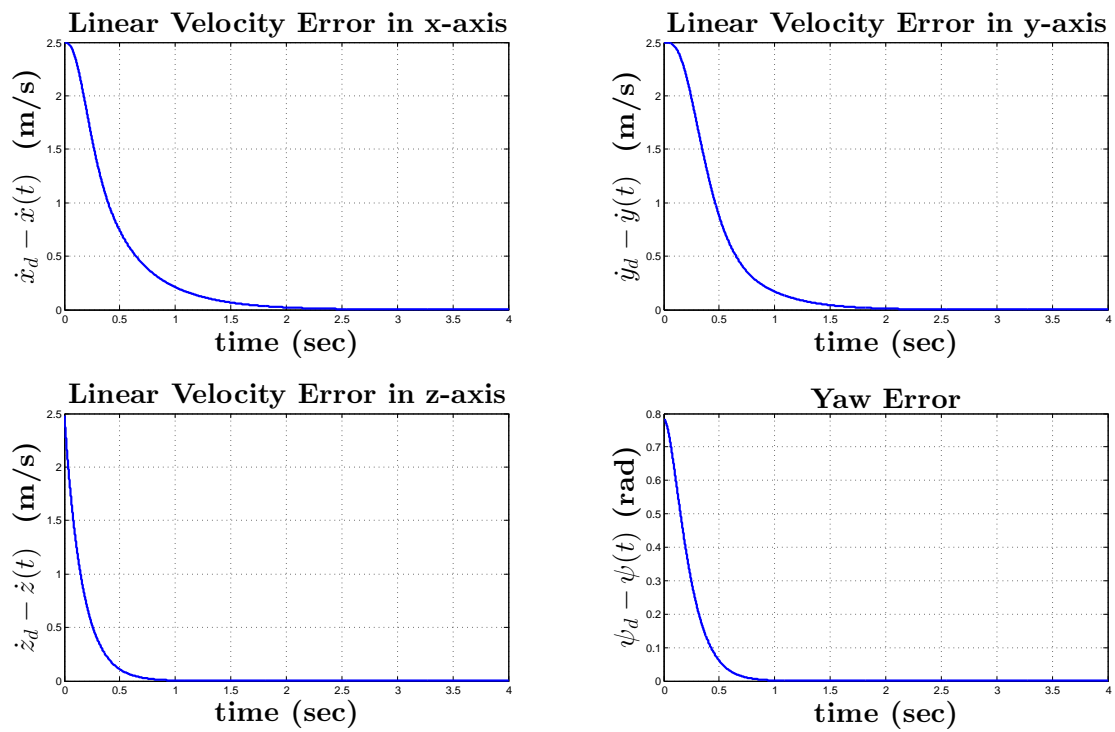 Linear Velocity Error in x-axis
ẋ_d − ẋ(t) (m/s)
2.5
2
1.5
1
0.5
0
0 0.5 1 1.5 2 2.5 3 3.5 4
time (sec)
Linear Velocity Error in y-axis
ẏ_d − ẏ(t) (m/s)
2.5
2
1.5
1
0.5
0
0 0.5 1 1.5 2 2.5 3 3.5 4
time (sec)
Linear Velocity Error in z-axis
ż_d − ż(t) (m/s)
2.5
2
1.5
1
0.5
0
0 0.5 1 1.5 2 2.5 3 3.5 4
time (sec)
Yaw Error
ψ_d − ψ(t) (rad)
0.8
0.7
0.6
0.5
0.4
0.3
0.2
0.1
0
0 0.5 1 1.5 2 2.5 3 3.5 4
time (sec)